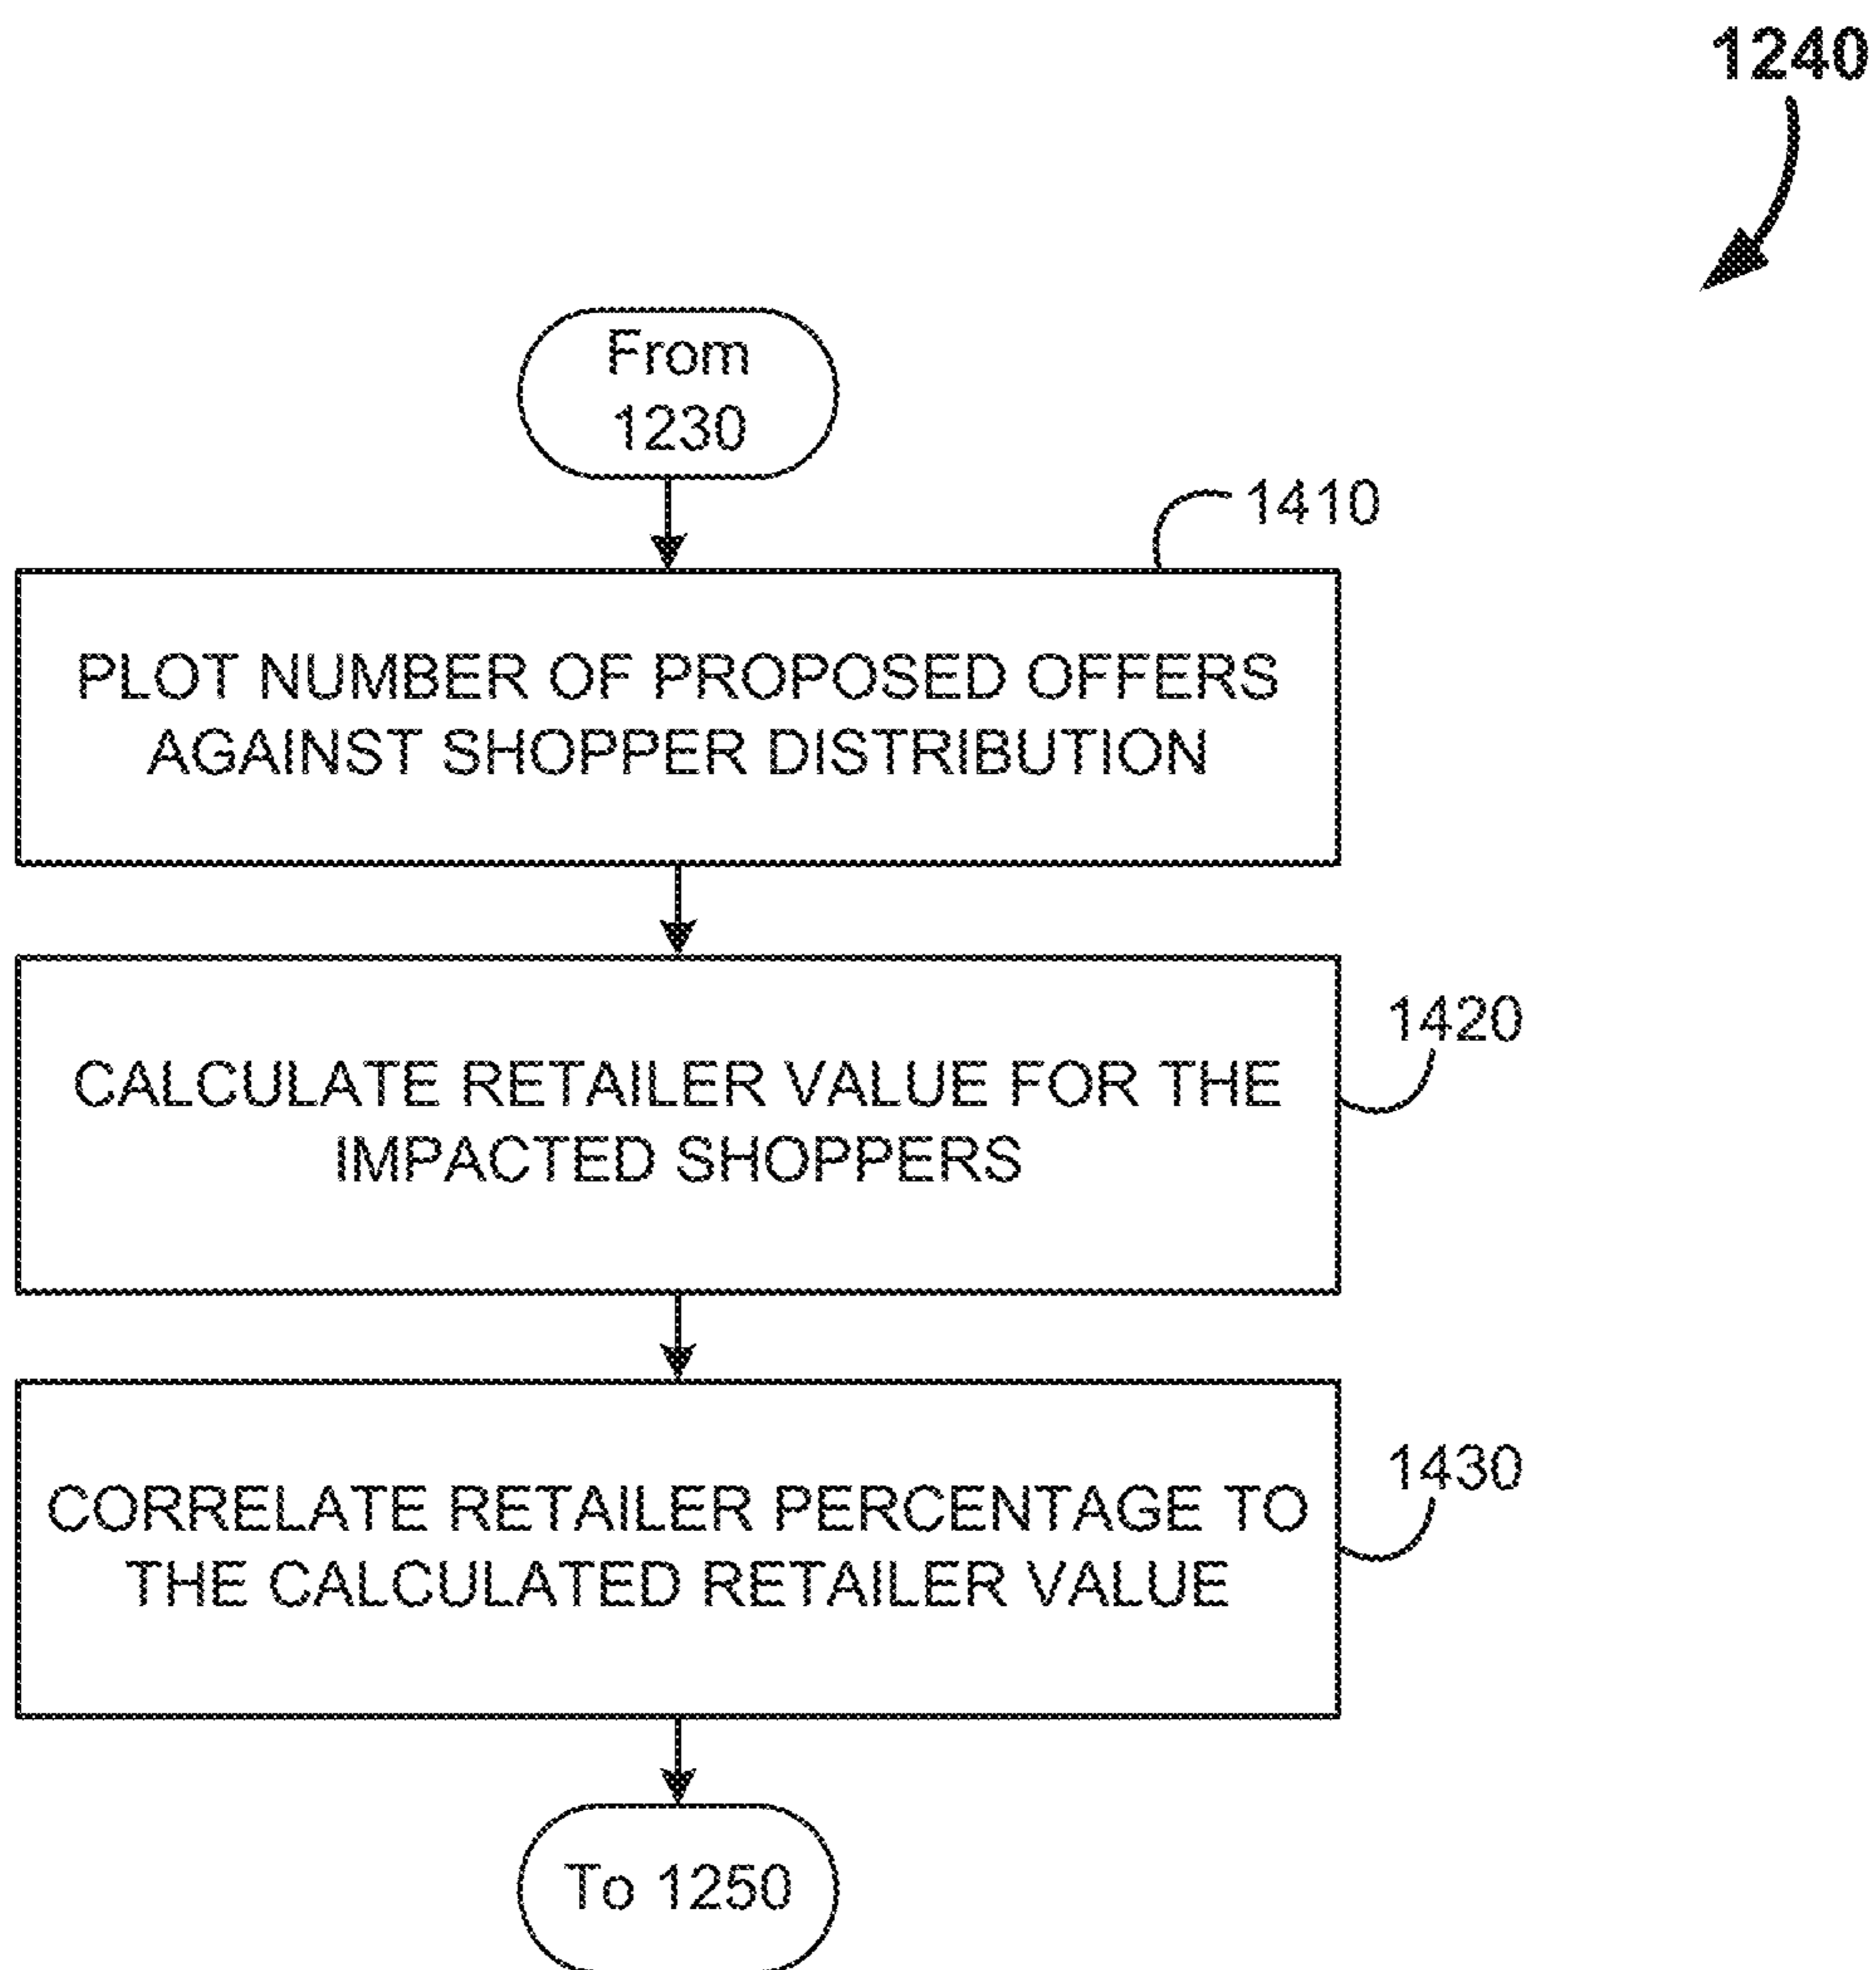 1240
From
1230
1410
PLOT NUMBER OF PROPOSED OFFERS
AGAINST SHOPPER DISTRIBUTION
1420
CALCULATE RETAILER VALUE FOR THE
IMPACTED SHOPPERS
1430
CORRELATE RETAILER PERCENTAGE TO
THE CALCULATED RETAILER VALUE
To 1250